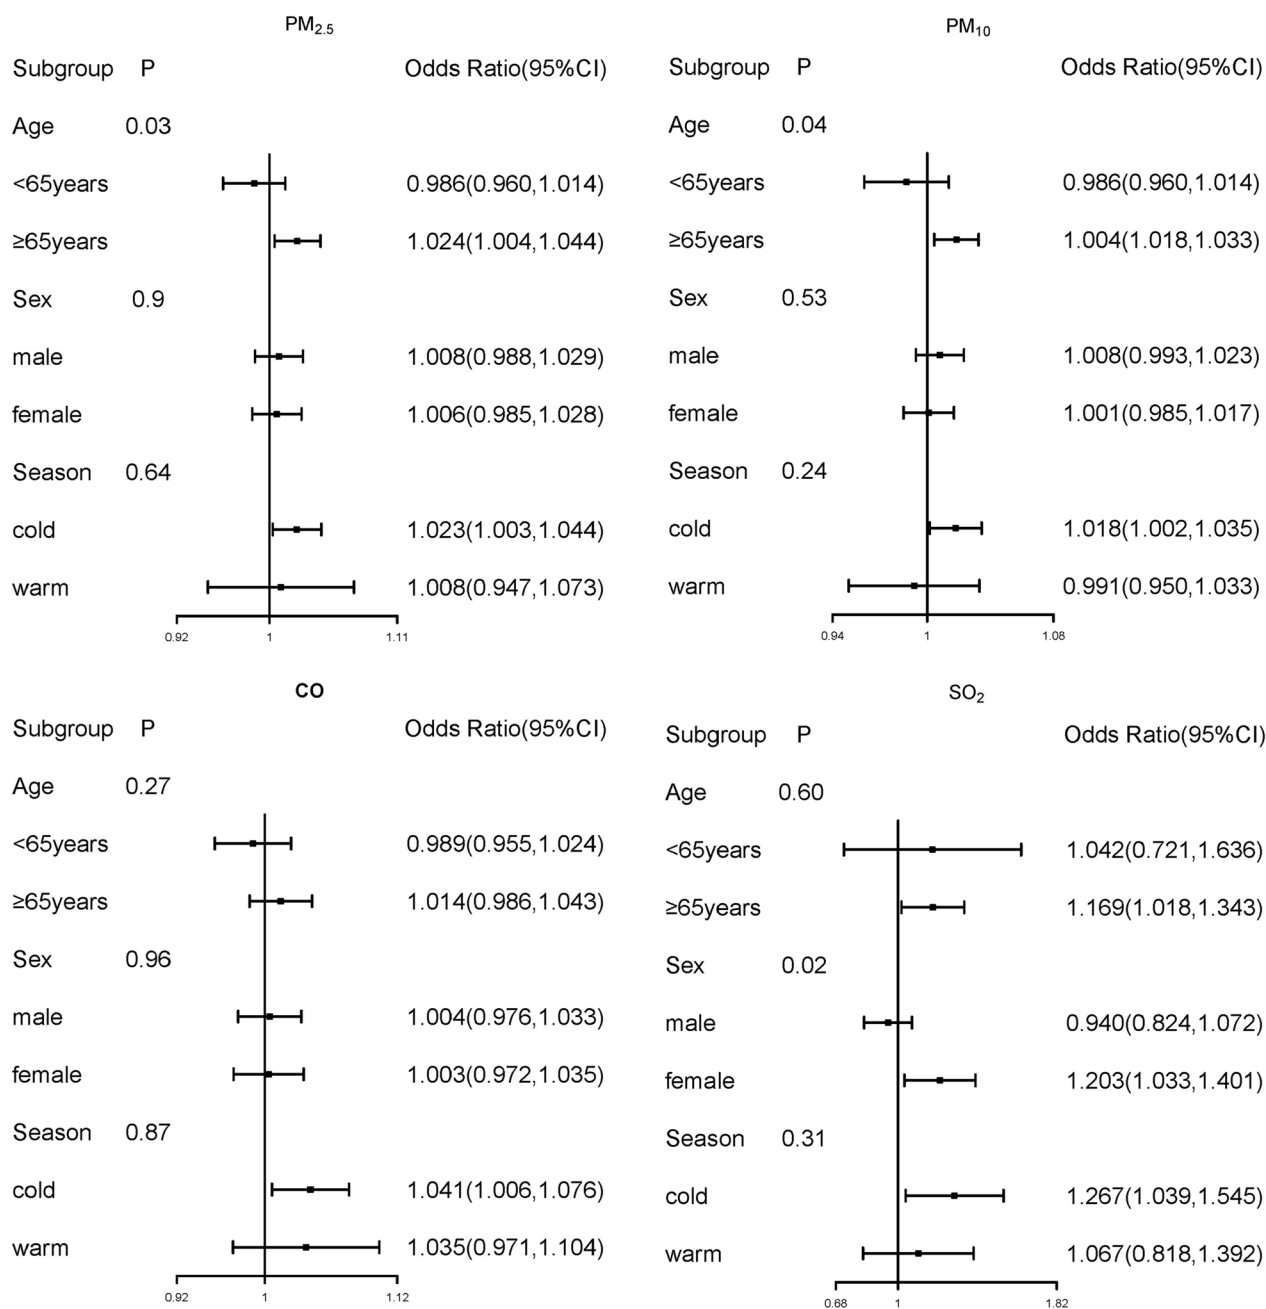 PM2.5
Subgroup P Odds Ratio(95%CI)
Age 0.03
<65years 0.986(0.960,1.014)
≥65years 1.024(1.004,1.044)
Sex 0.9
male 1.008(0.988,1.029)
female 1.006(0.985,1.028)
Season 0.64
cold 1.023(1.003,1.044)
warm 1.008(0.947,1.073)
0.92 1 1.11
PM10
Subgroup P Odds Ratio(95%CI)
Age 0.04
<65years 0.986(0.960,1.014)
≥65years 1.004(1.018,1.033)
Sex 0.53
male 1.008(0.993,1.023)
female 1.001(0.985,1.017)
Season 0.24
cold 1.018(1.002,1.035)
warm 0.991(0.950,1.033)
0.94 1 1.08
CO
Subgroup P Odds Ratio(95%CI)
Age 0.27
<65years 0.989(0.955,1.024)
≥65years 1.014(0.986,1.043)
Sex 0.96
male 1.004(0.976,1.033)
female 1.003(0.972,1.035)
Season 0.87
cold 1.041(1.006,1.076)
warm 1.035(0.971,1.104)
0.92 1 1.12
SO2
Subgroup P Odds Ratio(95%CI)
Age 0.60
<65years 1.042(0.721,1.636)
≥65years 1.169(1.018,1.343)
Sex 0.02
male 0.940(0.824,1.072)
female 1.203(1.033,1.401)
Season 0.31
cold 1.267(1.039,1.545)
warm 1.067(0.818,1.392)
0.68 1 1.82